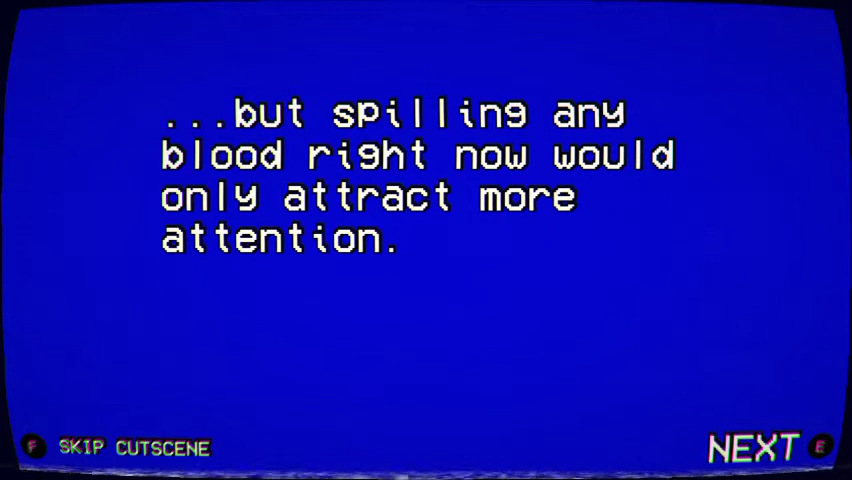 ...but spilling any
blood right now would
only attract more
attention.
F SKIP CUTSCENE
NEXT E